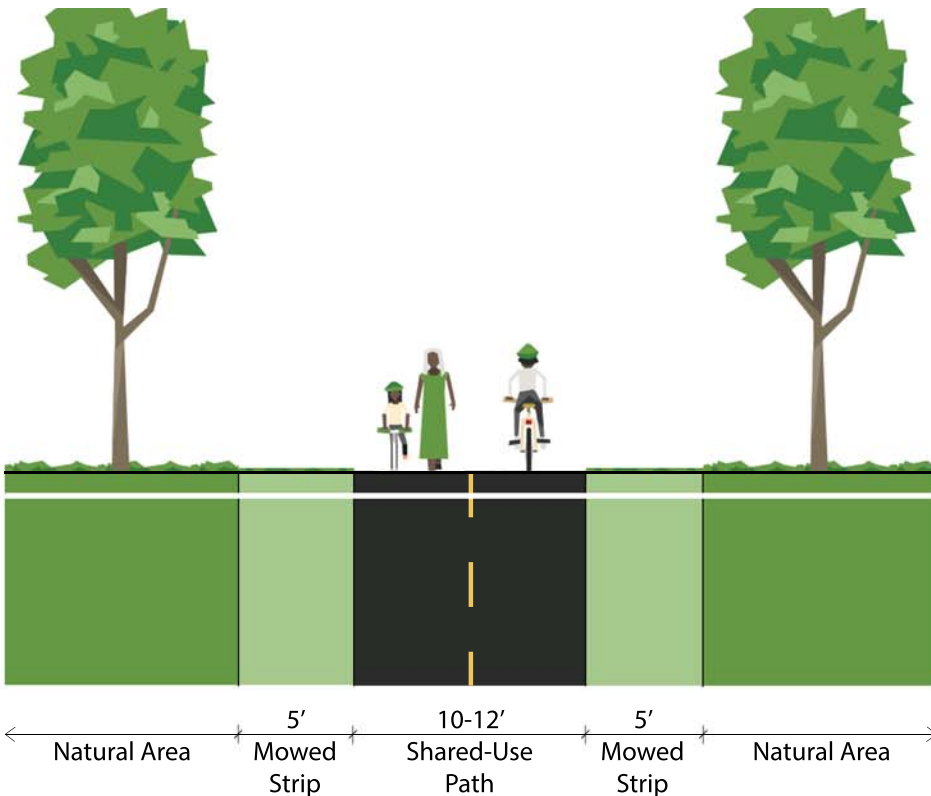 5’ 10-12’ 5’
Natural Area Mowed Shared-Use Mowed Natural Area
Strip Path Strip